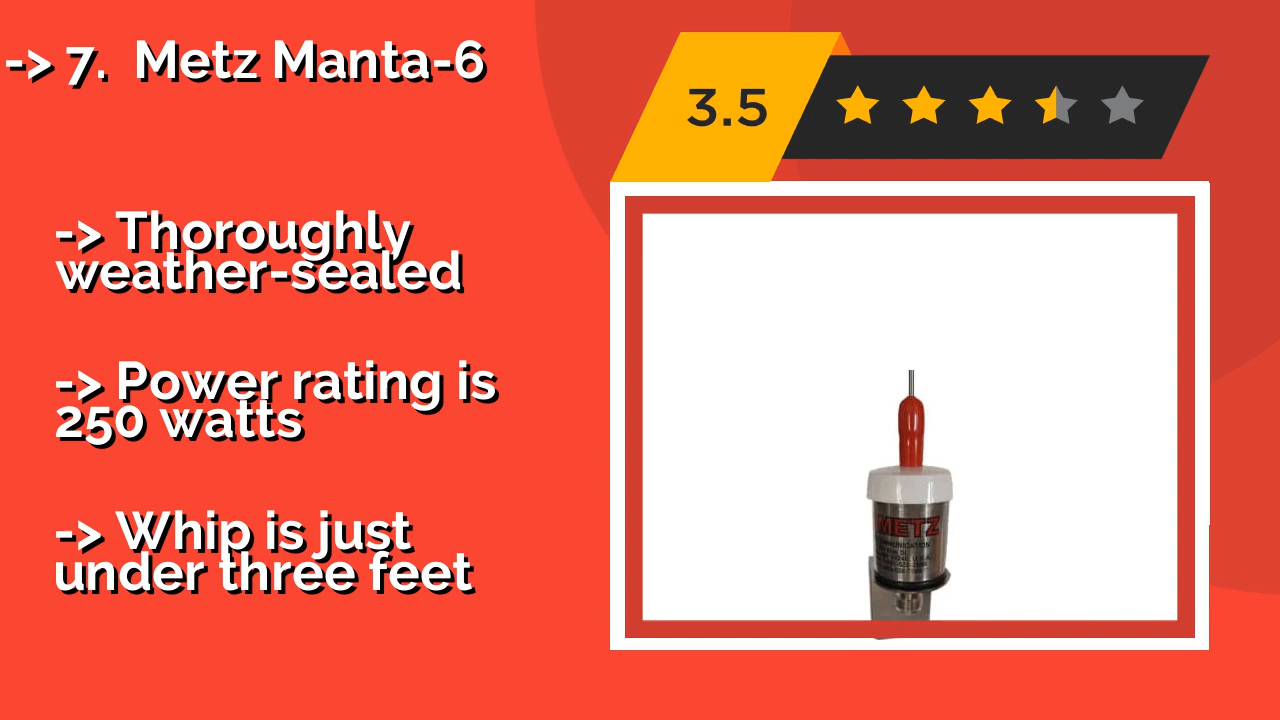 -> 7. Metz Manta-6
3.5
-> Thoroughly
weather-sealed
-> Power rating is
250 watts
-> Whip is just
under three feet
METZ